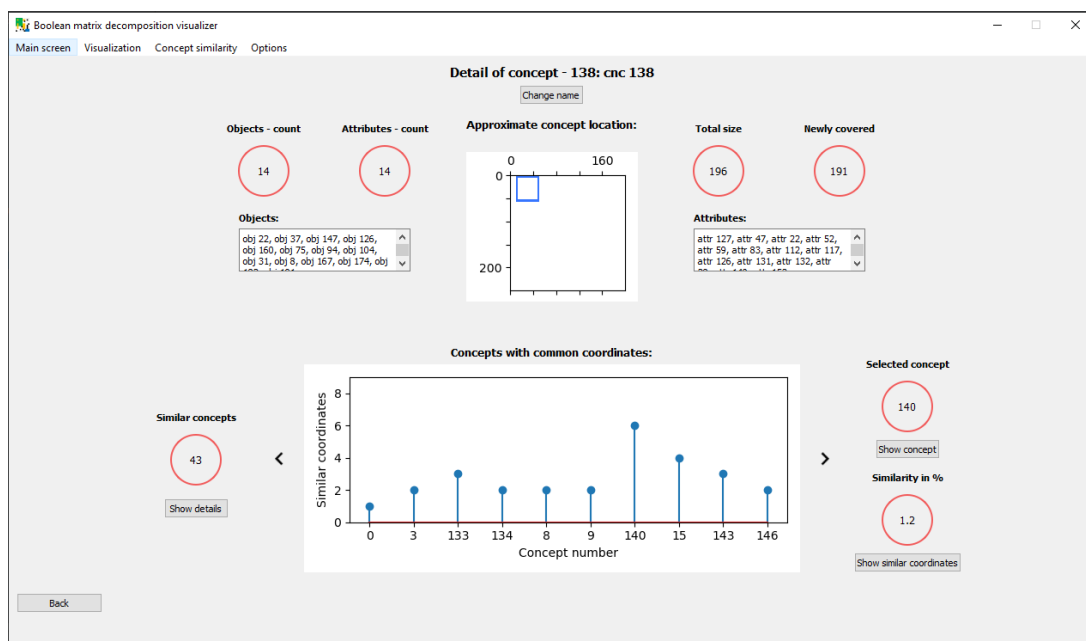 Boolean matrix decomposition visualizer
Main screen Visualization Concept similarity Options
Detail of concept - 138: cnc 138
Change name
Objects - count
Attributes - count
Approximate concept location:
Total size
Newly covered
14
14
0 160
0
200
196
191
Objects:
obj 22, obj 37, obj 147, obj 126,
obj 160, obj 75, obj 94, obj 104,
obj 31, obj 8, obj 167, obj 174, obj
Attributes:
attr 127, attr 47, attr 22, attr 52,
attr 59, attr 83, attr 112, attr 117,
attr 126, attr 131, attr 132, attr
Concepts with common coordinates:
Similar concepts
43
Show details
Similar coordinates
8
6
4
2
0
0 3 133 134 8 9 140 15 143 146
Concept number
Selected concept
140
Show concept
Similarity in %
1.2
Show similar coordinates
Back